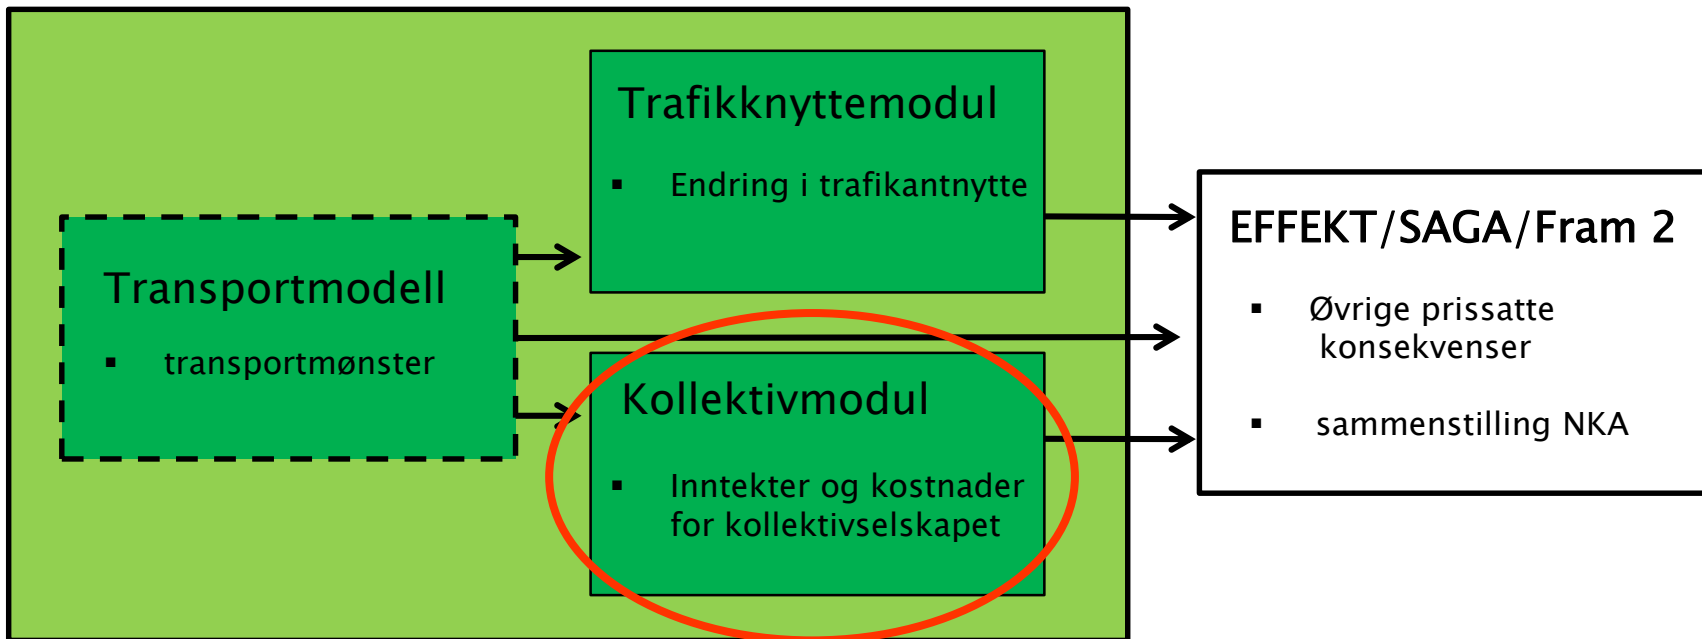 Transportmodell
▪ transportmønster
Trafikknyttemodul
▪ Endring i trafikantnytte
Kollektivmodul
▪ Inntekter og kostnader
for kollektivselskapet
EFFEKT/SAGA/Fram 2
▪ Øvrige prissatte
konsekvenser
▪ sammenstilling NKA